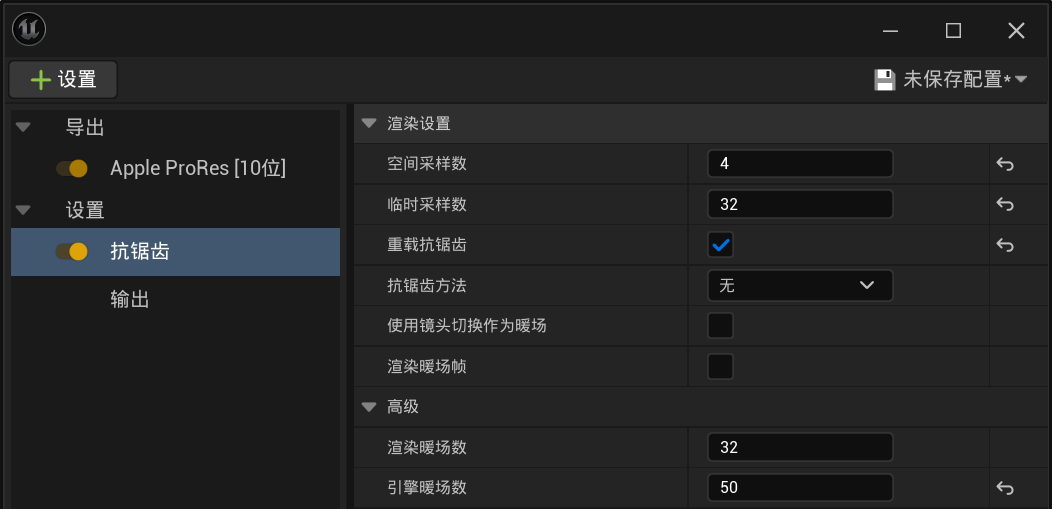 设置
未保存配置*
导出
Apple ProRes [10位]
设置
抗锯齿
输出
渲染设置
空间采样数 4
临时采样数 32
重载抗锯齿
抗锯齿方法 无
使用镜头切换作为暖场
渲染暖场帧
高级
渲染暖场数 32
引擎暖场数 50